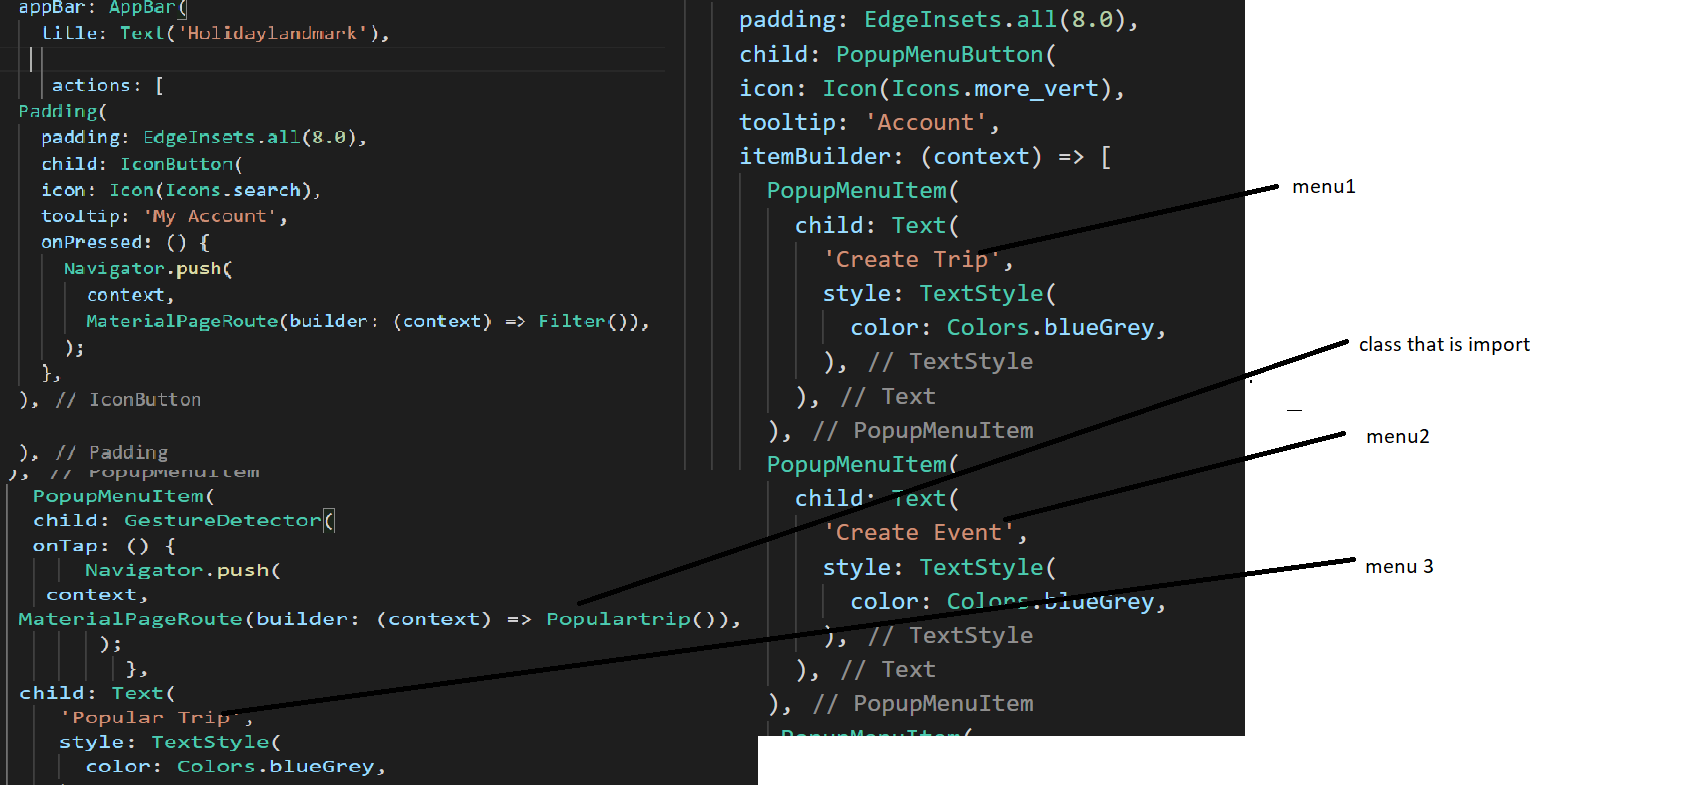 appBar: AppBar(
title: Text('Holidaylandmark'),
actions: [
Padding(
padding: EdgeInsets.all(8.0),
child: IconButton(
icon: Icon(Icons.search),
tooltip: 'My Account',
onPressed: () {
Navigator.push(
context,
MaterialPageRoute(builder: (context) => Filter()),
);
},
), // IconButton
), // Padding
), // PopupMenuItem
PopupMenuItem(
child: GestureDetector(
onTap: () {
Navigator.push(
context,
MaterialPageRoute(builder: (context) => Populartrip()),
);
},
child: Text(
'Popular Trip',
style: TextStyle(
color: Colors.blueGrey,
padding: EdgeInsets.all(8.0),
child: PopupMenuButton(
icon: Icon(Icons.more_vert),
tooltip: 'Account',
itemBuilder: (context) => [
PopupMenuItem(
child: Text(
'Create Trip',
style: TextStyle(
color: Colors.blueGrey,
), // TextStyle
), // Text
), // PopupMenuItem
PopupMenuItem(
child: Text(
'Create Event',
style: TextStyle(
color: Colors.blueGrey,
), // TextStyle
), // Text
), // PopupMenuItem
PopupMenuItem(
menu1
class that is import
menu2
menu 3